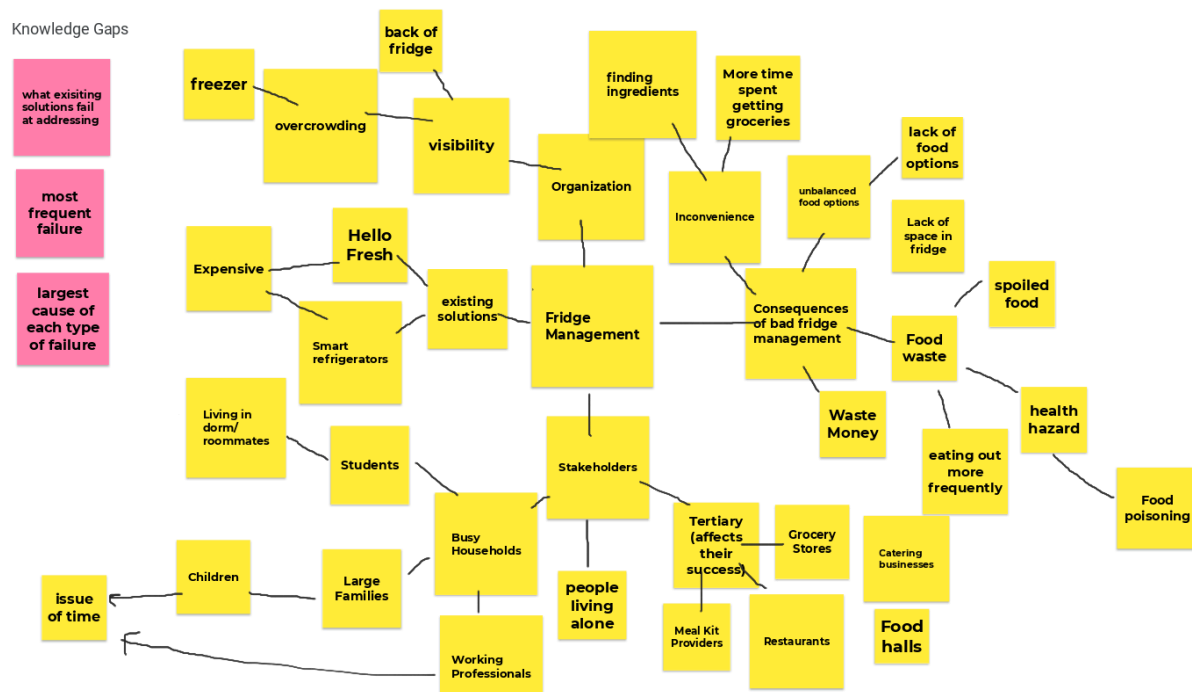 Knowledge Gaps
what exisiting
solutions fail
at addressing
most
frequent
failure
largest
cause of
each type
of failure
freezer
overcrowding
back of
fridge
visibility
Organization
finding
ingredients
More time
spent
getting
groceries
Inconvenience
unbalanced
food options
lack of
food
options
Lack of
space in
fridge
Expensive
Hello
Fresh
Smart
refrigerators
existing
solutions
Fridge
Management
Consequences
of bad fridge
management
Food
waste
spoiled
food
health
hazard
Food
poisoning
eating out
more
frequently
Waste
Money
Living in
dorm/
roommates
Students
Stakeholders
Busy
Households
Large
Families
Children
issue
of time
Working
Professionals
people
living
alone
Tertiary
(affects
their
success)
Grocery
Stores
Meal Kit
Providers
Restaurants
Catering
businesses
Food
halls